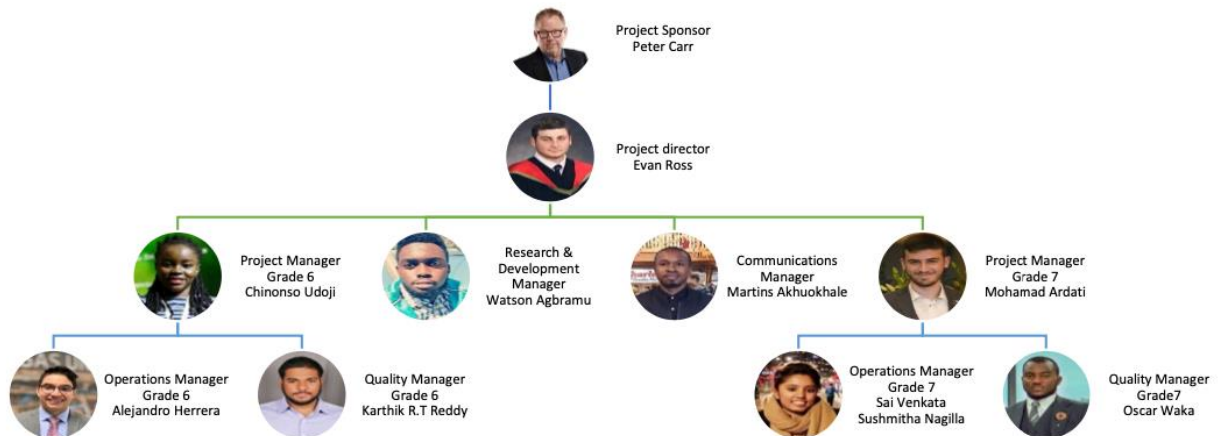 Project Sponsor
Peter Carr
Project director
Evan Ross
Project Manager
Grade 6
Chinonso Udoji
Research &
Development
Manager
Watson Agbramu
Communications
Manager
Martins Akhuokhale
Project Manager
Grade 7
Mohamad Ardati
Operations Manager
Grade 6
Alejandro Herrera
Quality Manager
Grade 6
Karthik R.T Reddy
Operations Manager
Grade 7
Sai Venkata
Sushmitha Nagilla
Quality Manager
Grade7
Oscar Waka